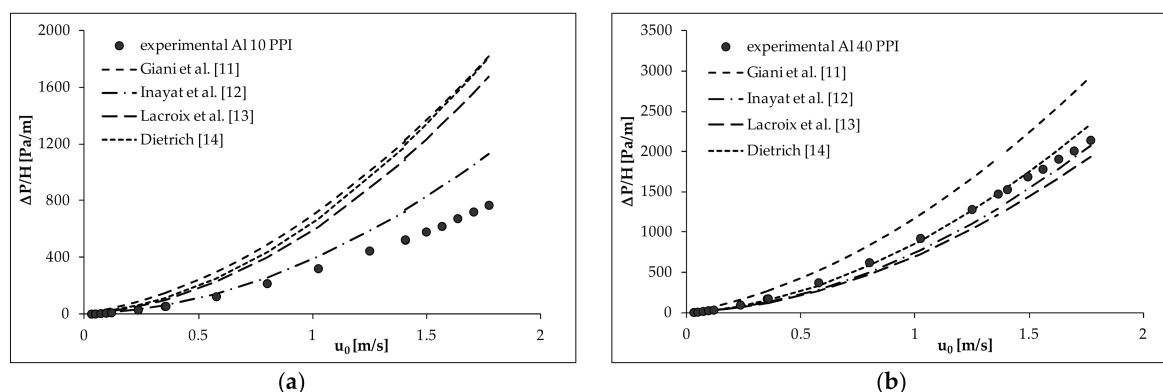 2000
1600
1200
800
400
0
ΔP/H [Pa/m]
experimental Al 10 PPI
Giani et al. [11]
Inayat et al. [12]
Lacroix et al. [13]
Dietrich [14]
0 0.5 1 1.5 2
u₀ [m/s]
(a)
3500
3000
2500
2000
1500
1000
500
0
ΔP/H [Pa/m]
experimental Al 40 PPI
Giani et al. [11]
Inayat et al. [12]
Lacroix et al. [13]
Dietrich [14]
0 0.5 1 1.5 2
u₀ [m/s]
(b)